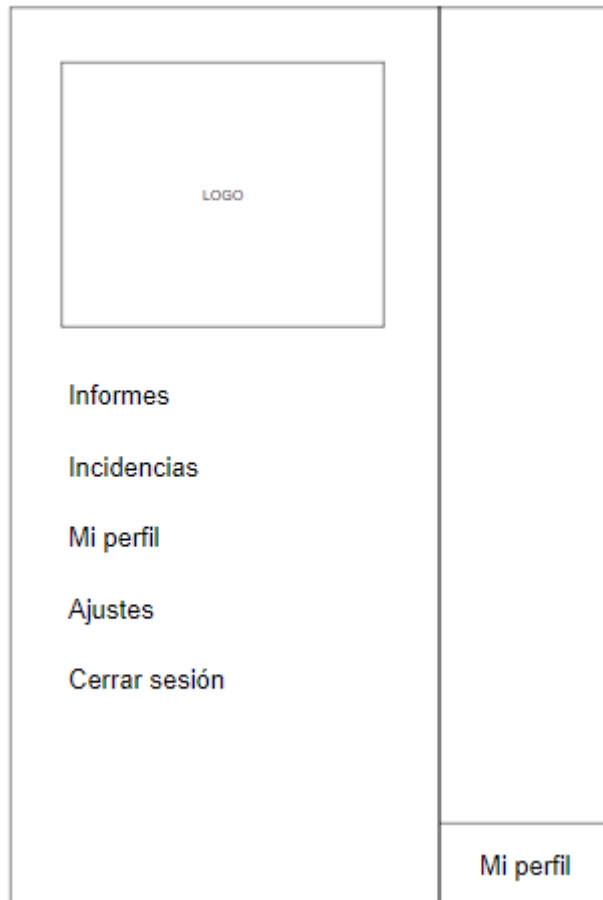 LOGO
Informes
Incidencias
Mi perfil
Ajustes
Cerrar sesión
Mi perfil